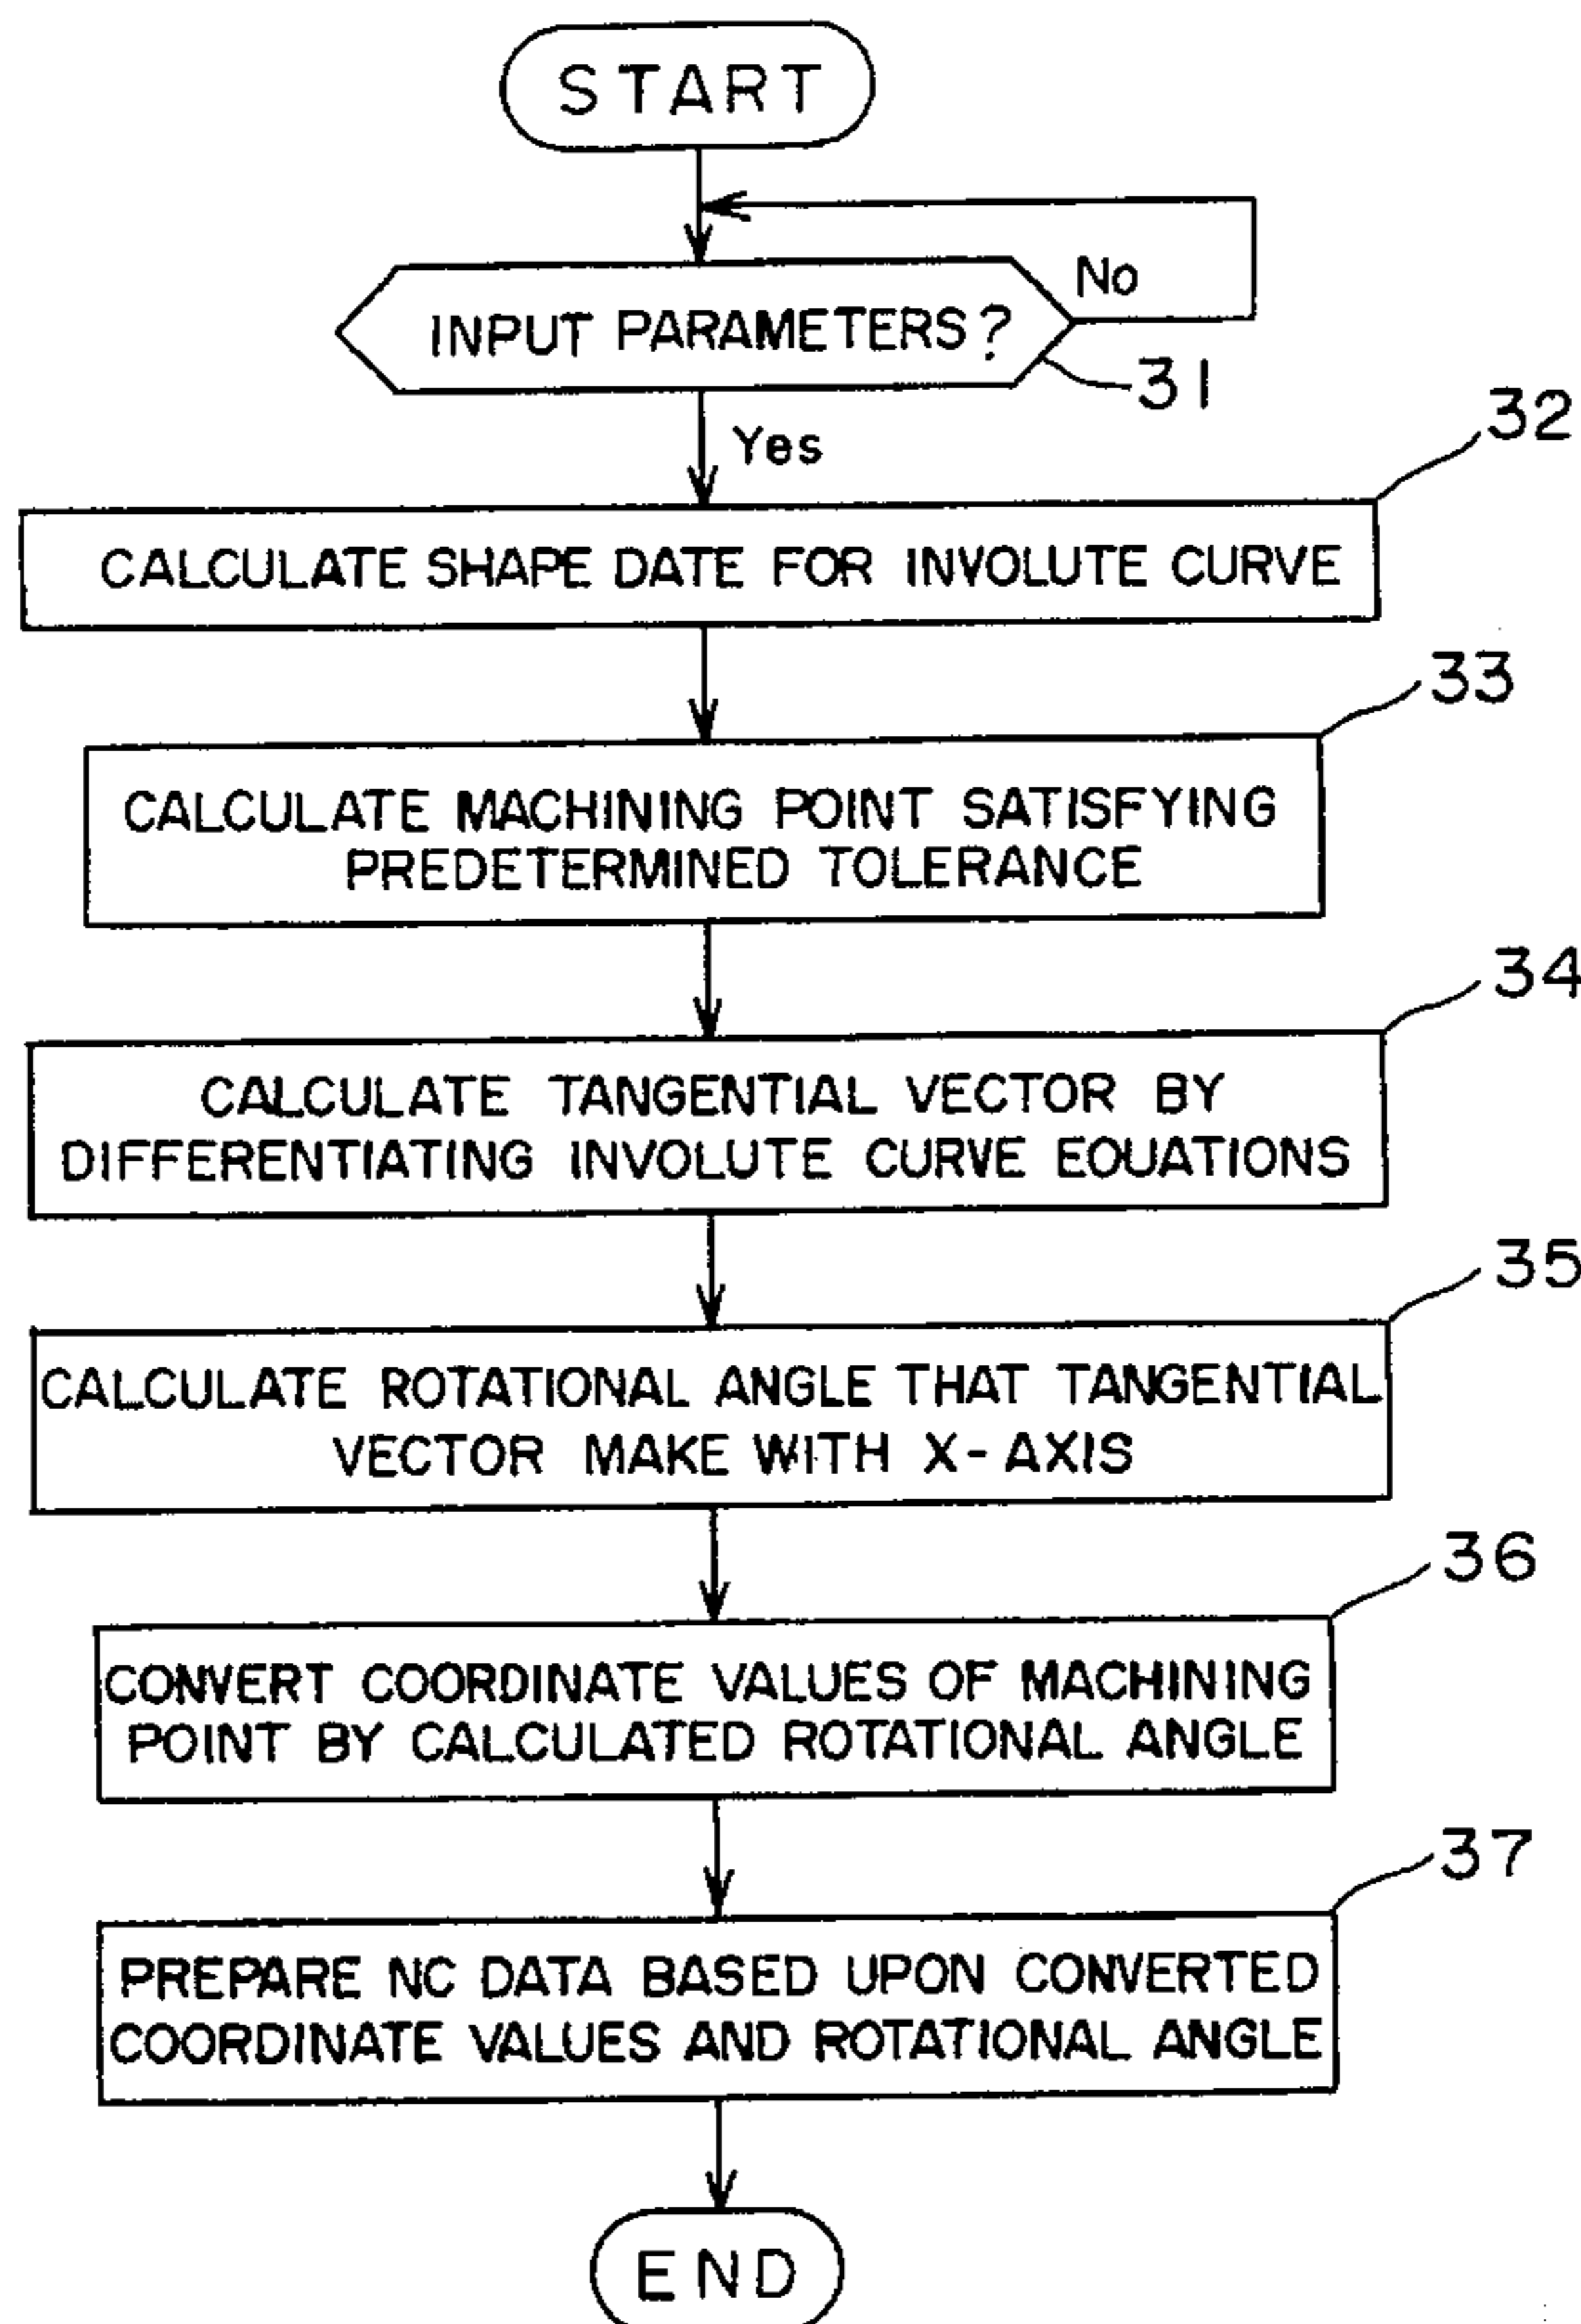 START
No
INPUT PARAMETERS?
31
Yes
32
CALCULATE SHAPE DATE FOR INVOLUTE CURVE
33
CALCULATE MACHINING POINT SATISFYING
PREDETERMINED TOLERANCE
34
CALCULATE TANGENTIAL VECTOR BY
DIFFERENTIATING INVOLUTE CURVE EOUATIONS
35
CALCULATE ROTATIONAL ANGLE THAT TANGENTIAL
VECTOR MAKE WITH X-AXIS
36
CONVERT COORDINATE VALUES OF MACHINING
POINT BY CALCULATED ROTATIONAL ANGLE
37
PREPARE NC DATA BASED UPON CONVERTED
COORDINATE VALUES AND ROTATIONAL ANGLE
END